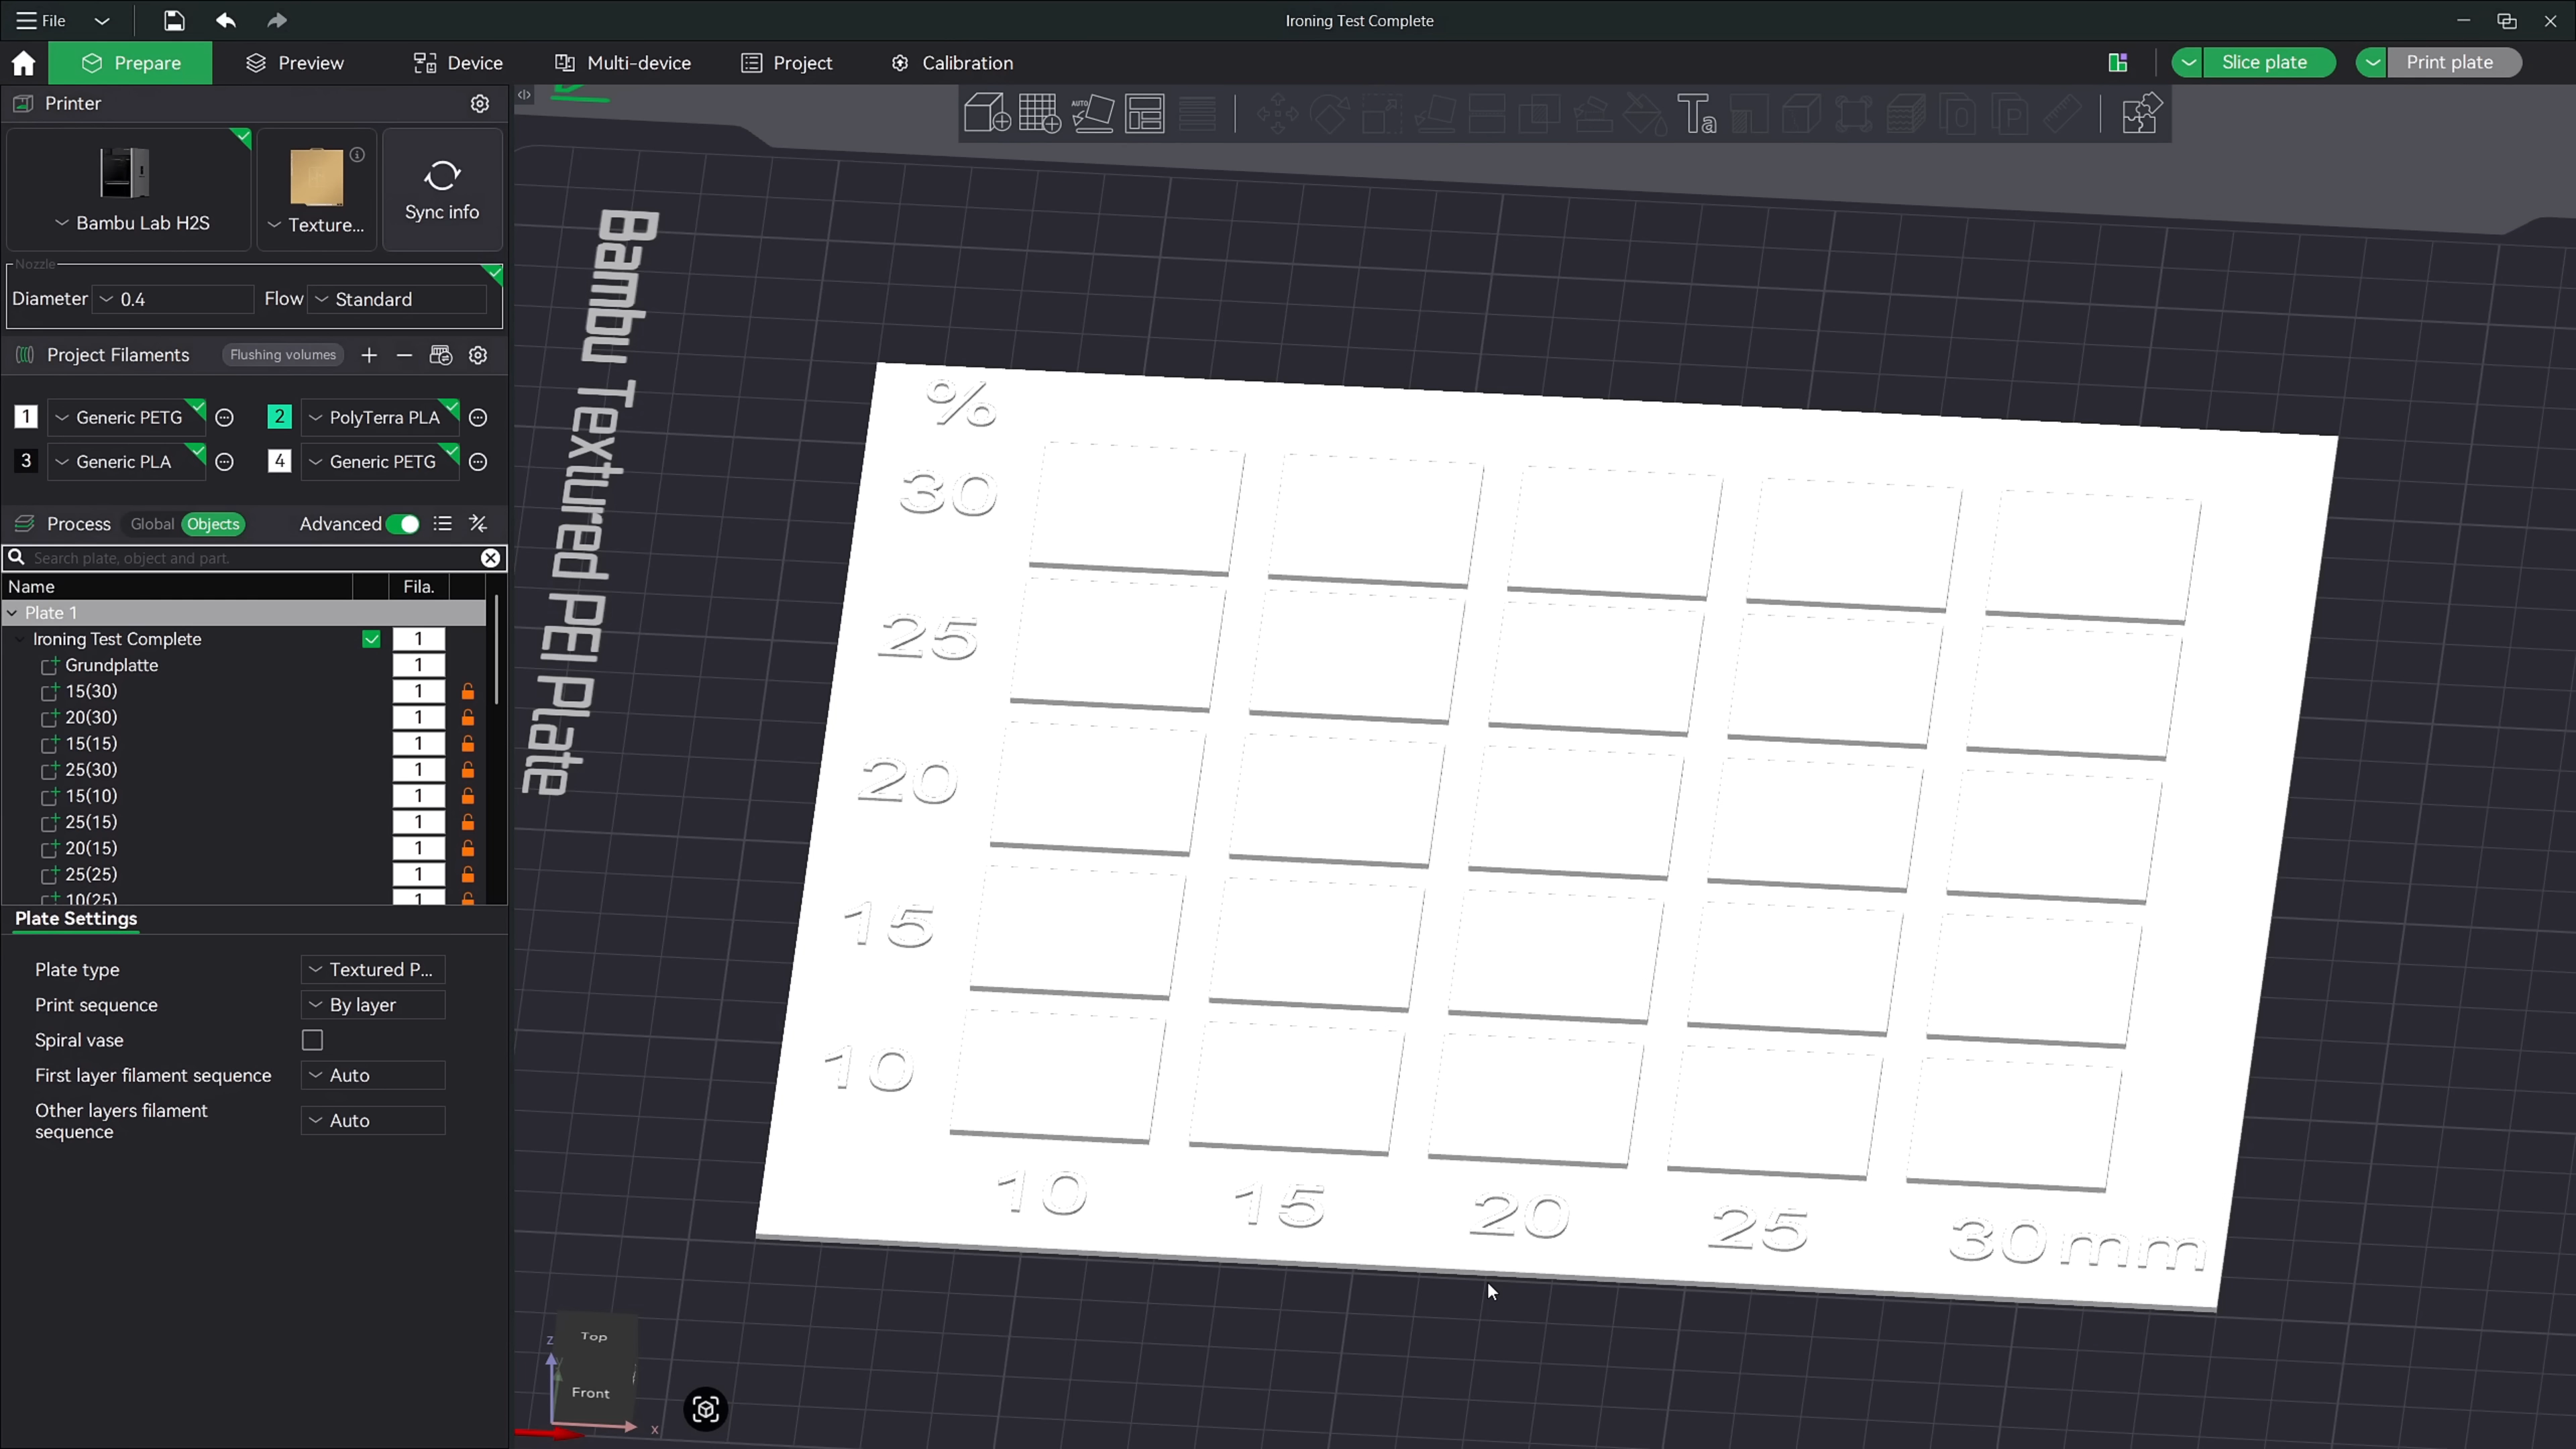 File
Ironing Test Complete
Prepare
Preview
Device
Multi-device
Project
Calibration
Slice plate
Print plate
Printer
Bambu Lab H2S
Texture...
Sync info
Nozzle
Diameter
0.4
Flow
Standard
Project Filaments
Flushing volumes
1
Generic PETG
2
PolyTerra PLA
3
Generic PLA
4
Generic PETG
Process
Global
Objects
Advanced
Search plate, object and part.
Name
Fila.
Plate 1
Ironing Test Complete 1
Grundplatte 1
15(30) 1
20(30) 1
15(15) 1
25(30) 1
15(10) 1
25(15) 1
20(15) 1
25(25) 1
10(25) 1
Plate Settings
Plate type
Textured P...
Print sequence
By layer
Spiral vase
First layer filament sequence
Auto
Other layers filament
sequence
Auto
AUTO
Ta
Bambu Textured PEI Plate
%
30
25
20
15
10
10 15 20 25 30mm
Top
Front
z
x